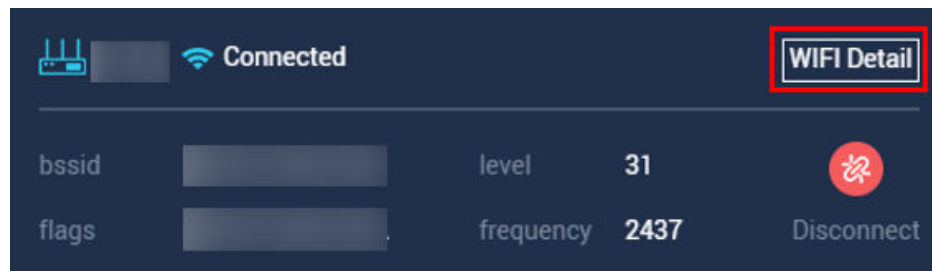 Connected WIFI Detail
bssid level 31
flags frequency 2437 Disconnect